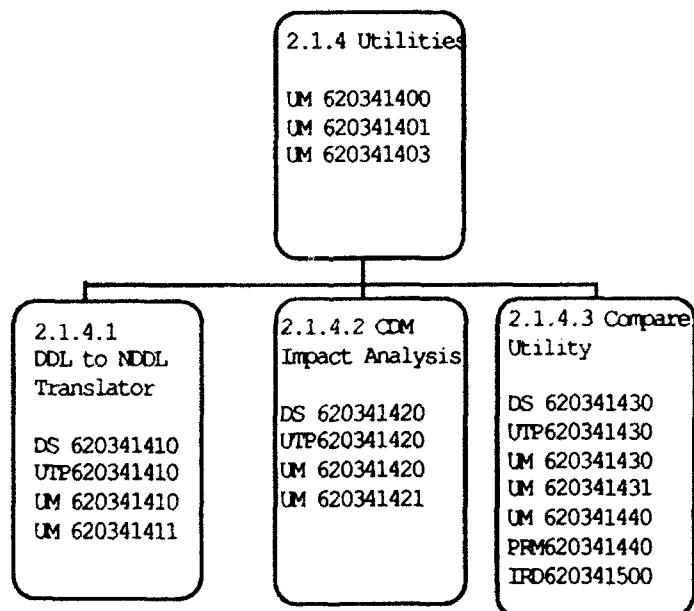 2.1.4 Utilities
UM 620341400
UM 620341401
UM 620341403
2.1.4.1
DDL to NDDL
Translator
DS 620341410
UTP620341410
UM 620341410
UM 620341411
2.1.4.2 CDM
Impact Analysis
DS 620341420
UTP620341420
UM 620341420
UM 620341421
2.1.4.3 Compare
Utility
DS 620341430
UTP620341430
UM 620341430
UM 620341431
UM 620341440
PRM620341440
IRD620341500